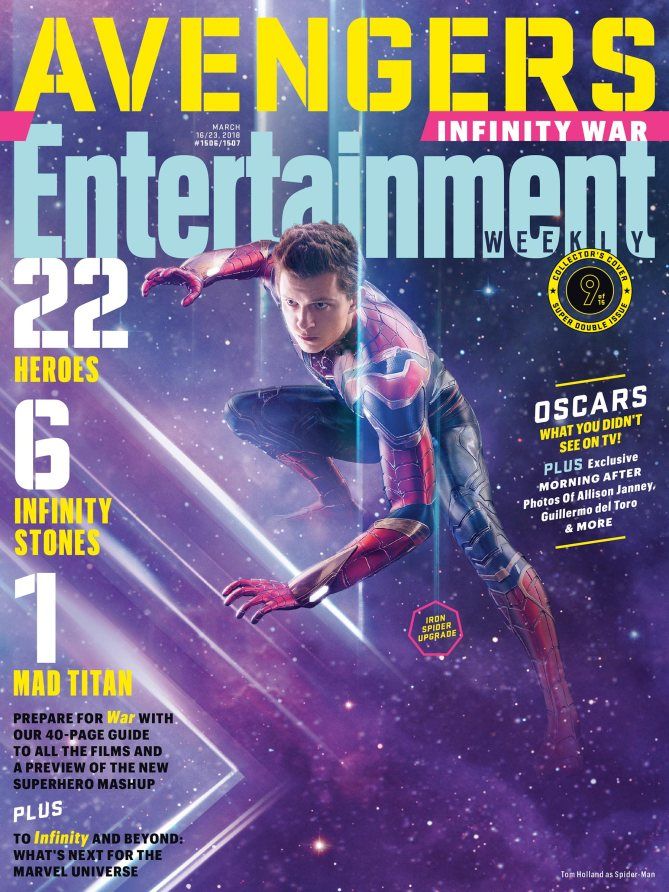 AVENGERS
INFINITY WAR
MARCH
16/23, 2018
#1506/1507
Entertainment
WEEKLY
COLLECTOR'S COVER
9 of 15
SUPER DOUBLE ISSUE
22
HEROES
6
INFINITY
STONES
1
MAD TITAN
PREPARE FOR War WITH
OUR 40-PAGE GUIDE
TO ALL THE FILMS AND
A PREVIEW OF THE NEW
SUPERHERO MASHUP
PLUS
TO Infinity AND BEYOND:
WHAT'S NEXT FOR THE
MARVEL UNIVERSE
OSCARS
WHAT YOU DIDN'T
SEE ON TV!
PLUS Exclusive
MORNING AFTER
Photos Of Allison Janney,
Guillermo del Toro
& MORE
IRON
SPIDER
UPGRADE
Tom Holland as Spider-Man